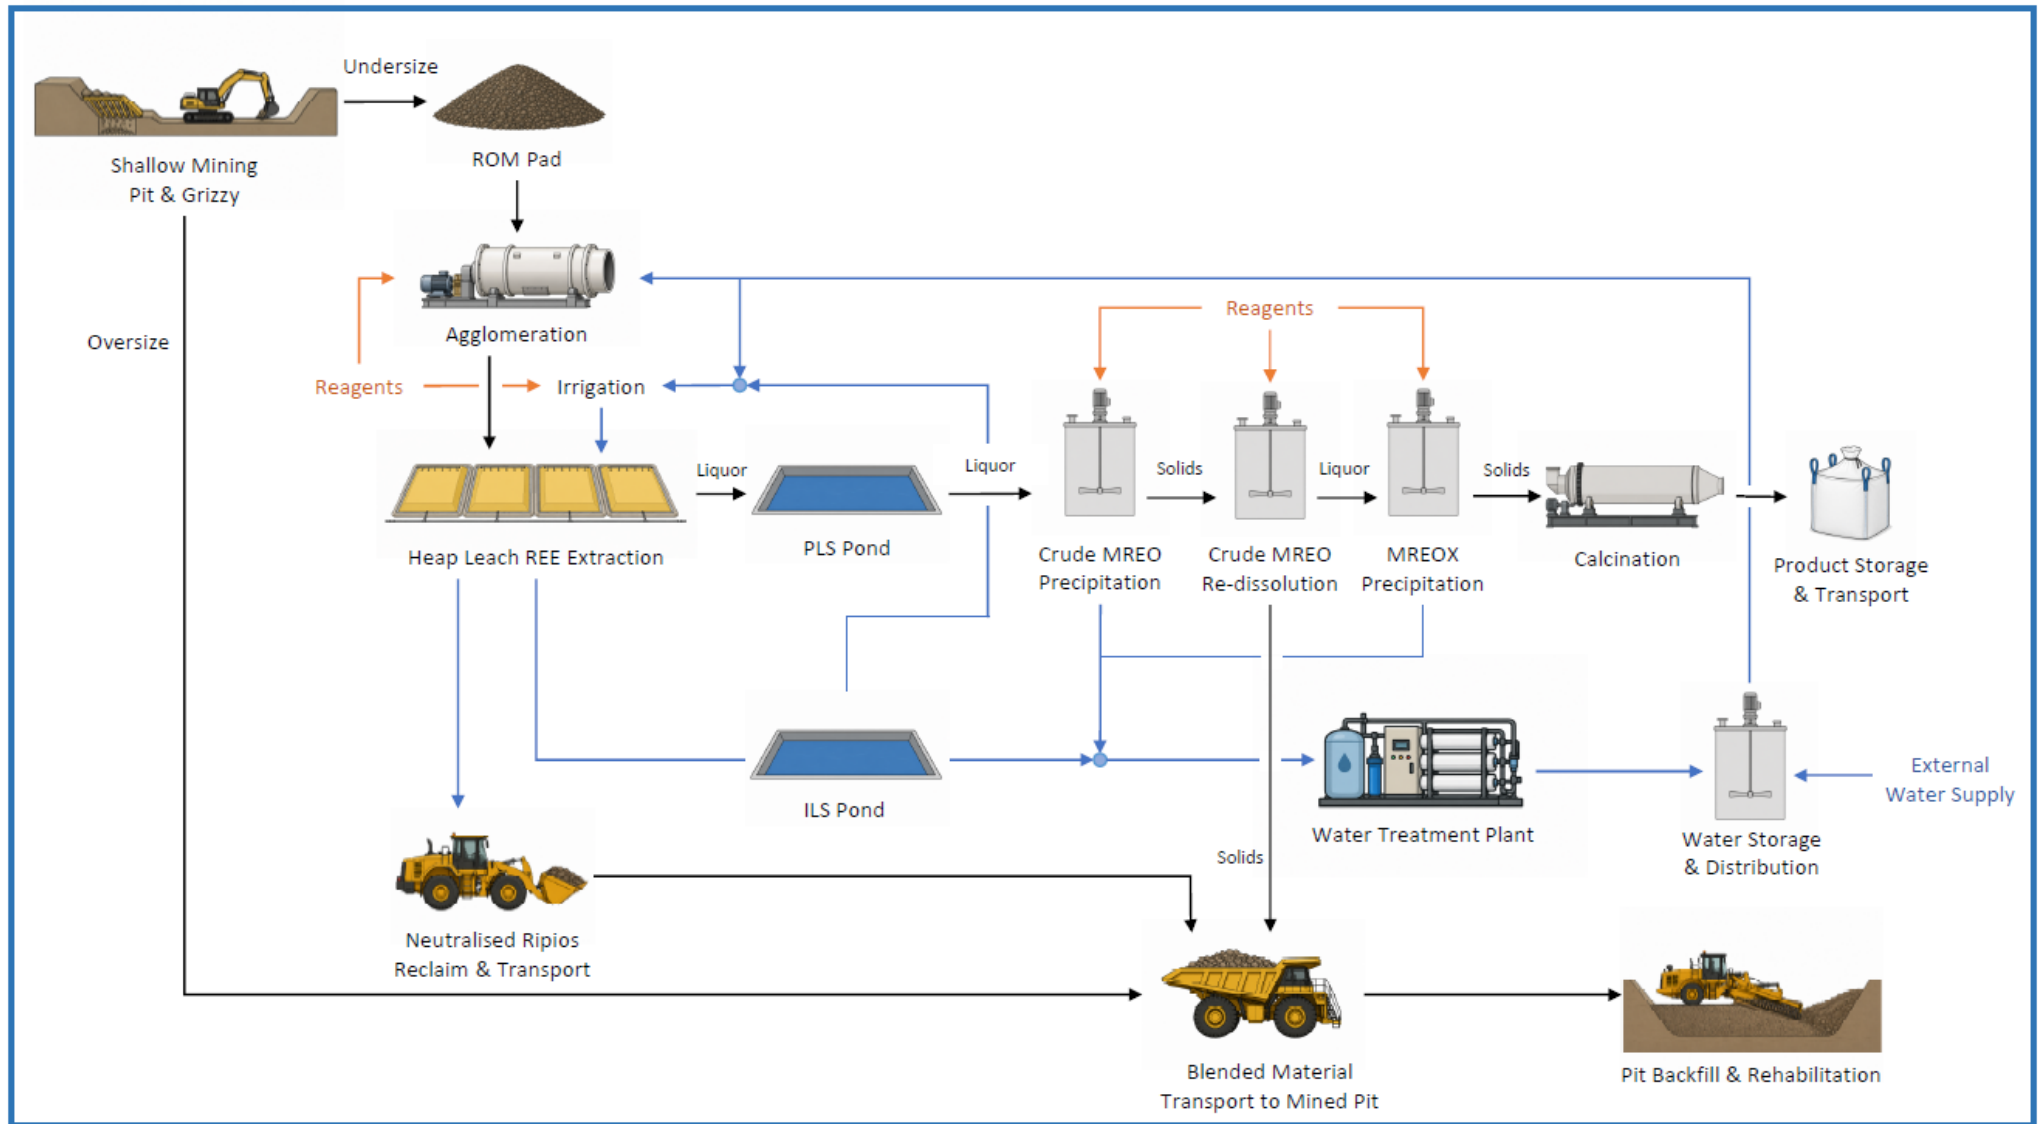 Undersize
Shallow Mining
Pit & Grizzy
ROM Pad
Oversize
Agglomeration
Reagents
Irrigation
Reagents
Heap Leach REE Extraction
Liquor
PLS Pond
Liquor
Crude MREO
Precipitation
Solids
Crude MREO
Re-dissolution
Liquor
MREOX
Precipitation
Solids
Calcination
Product Storage
& Transport
ILS Pond
Water Treatment Plant
Water Storage
& Distribution
External
Water Supply
Solids
Neutralised Ripios
Reclaim & Transport
Blended Material
Transport to Mined Pit
Pit Backfill & Rehabilitation